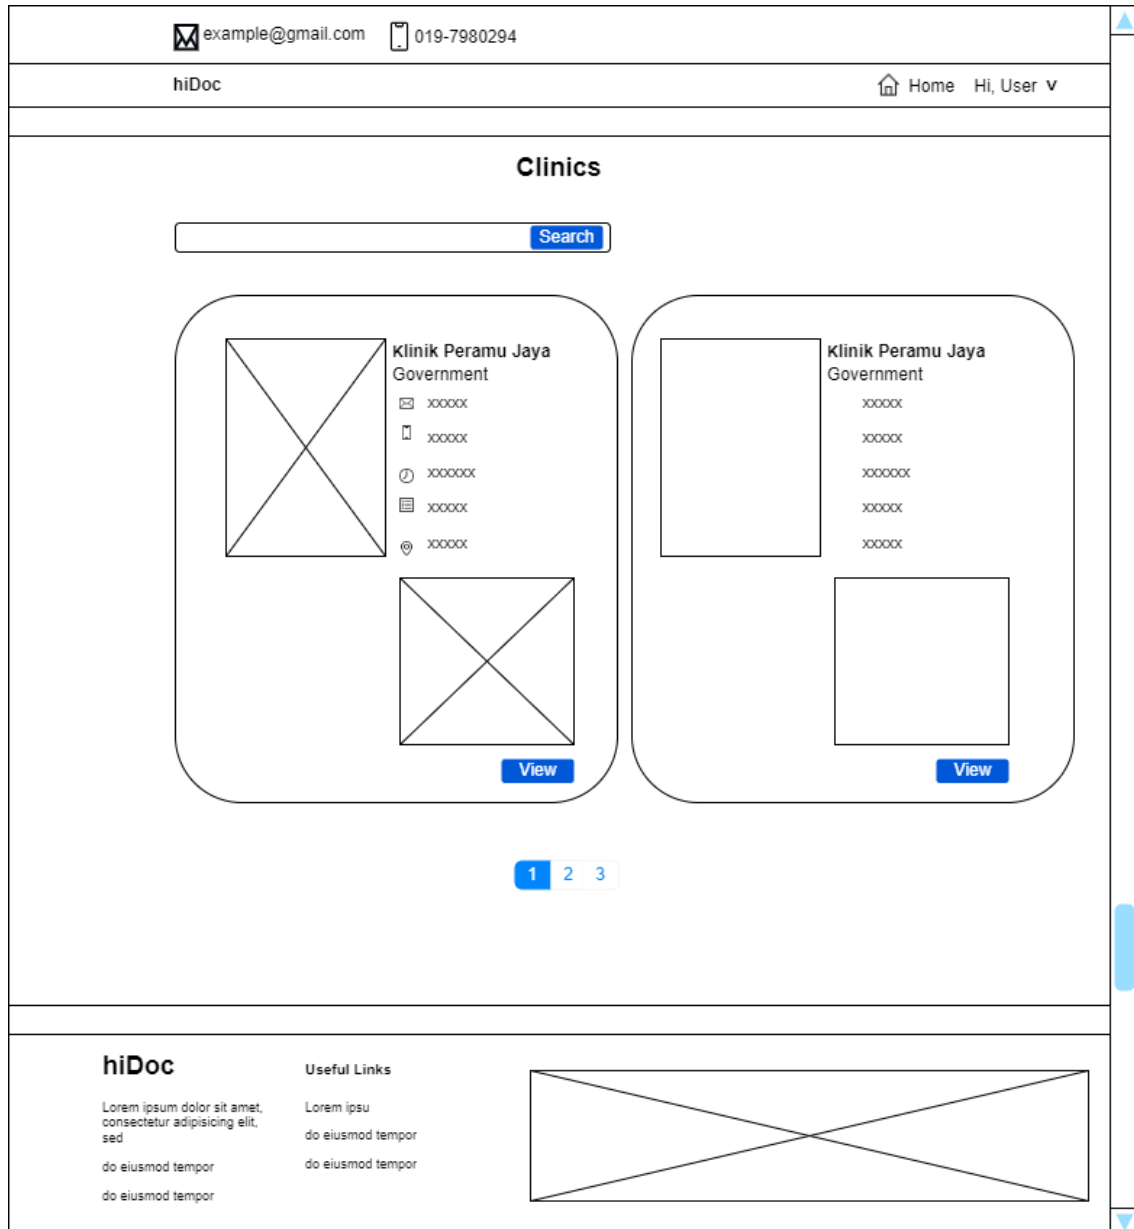 example@gmail.com 019-7980294
hiDoc Home Hi, User v
Clinics
Search
Klinik Peramu Jaya
Government
xxxxx
xxxxx
xxxxxx
xxxxx
xxxxx
View
Klinik Peramu Jaya
Government
xxxxx
xxxxx
xxxxxx
xxxxx
xxxxx
View
1 2 3
hiDoc
Lorem ipsum dolor sit amet,
consectetur adipisicing elit,
sed
do eiusmod tempor
do eiusmod tempor
Useful Links
Lorem ipsu
do eiusmod tempor
do eiusmod tempor